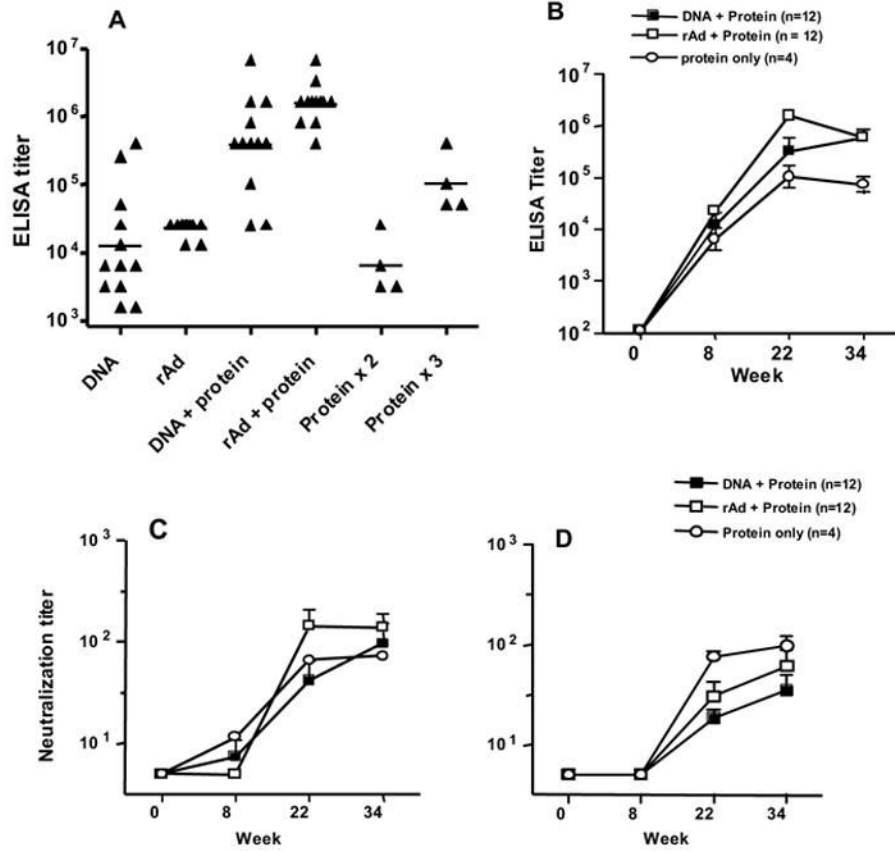 A
ELISA titer
10^7
10^6
10^5
10^4
10^3
DNA
rAd
DNA + protein
rAd + protein
Protein x 2
Protein x 3
B
DNA + Protein (n=12)
rAd + Protein (n = 12)
protein only (n=4)
ELISA Titer
10^7
10^6
10^5
10^4
10^3
10^2
0 8 22 34
Week
C
Neutralization titer
10^3
10^2
10^1
0 8 22 34
Week
D
DNA + Protein (n=12)
rAd + Protein (n=12)
Protein only (n=4)
10^3
10^2
10^1
0 8 22 34
Week